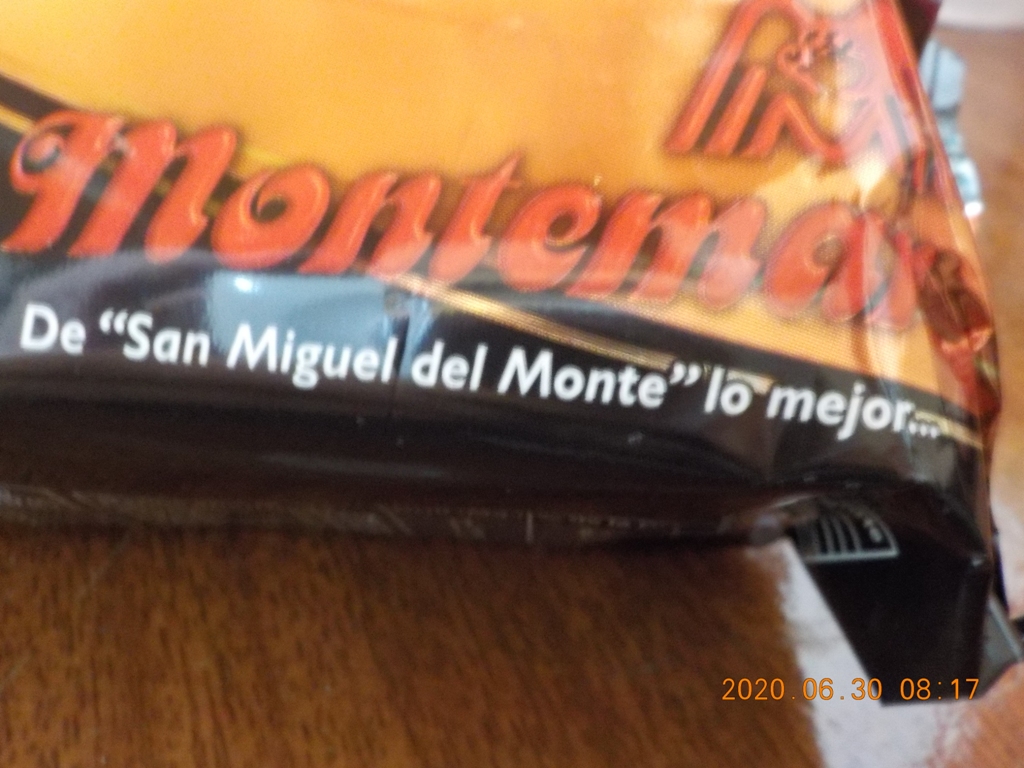 Montemar
De “San Miguel del Monte” lo mejor...
2020.06.30 08:17